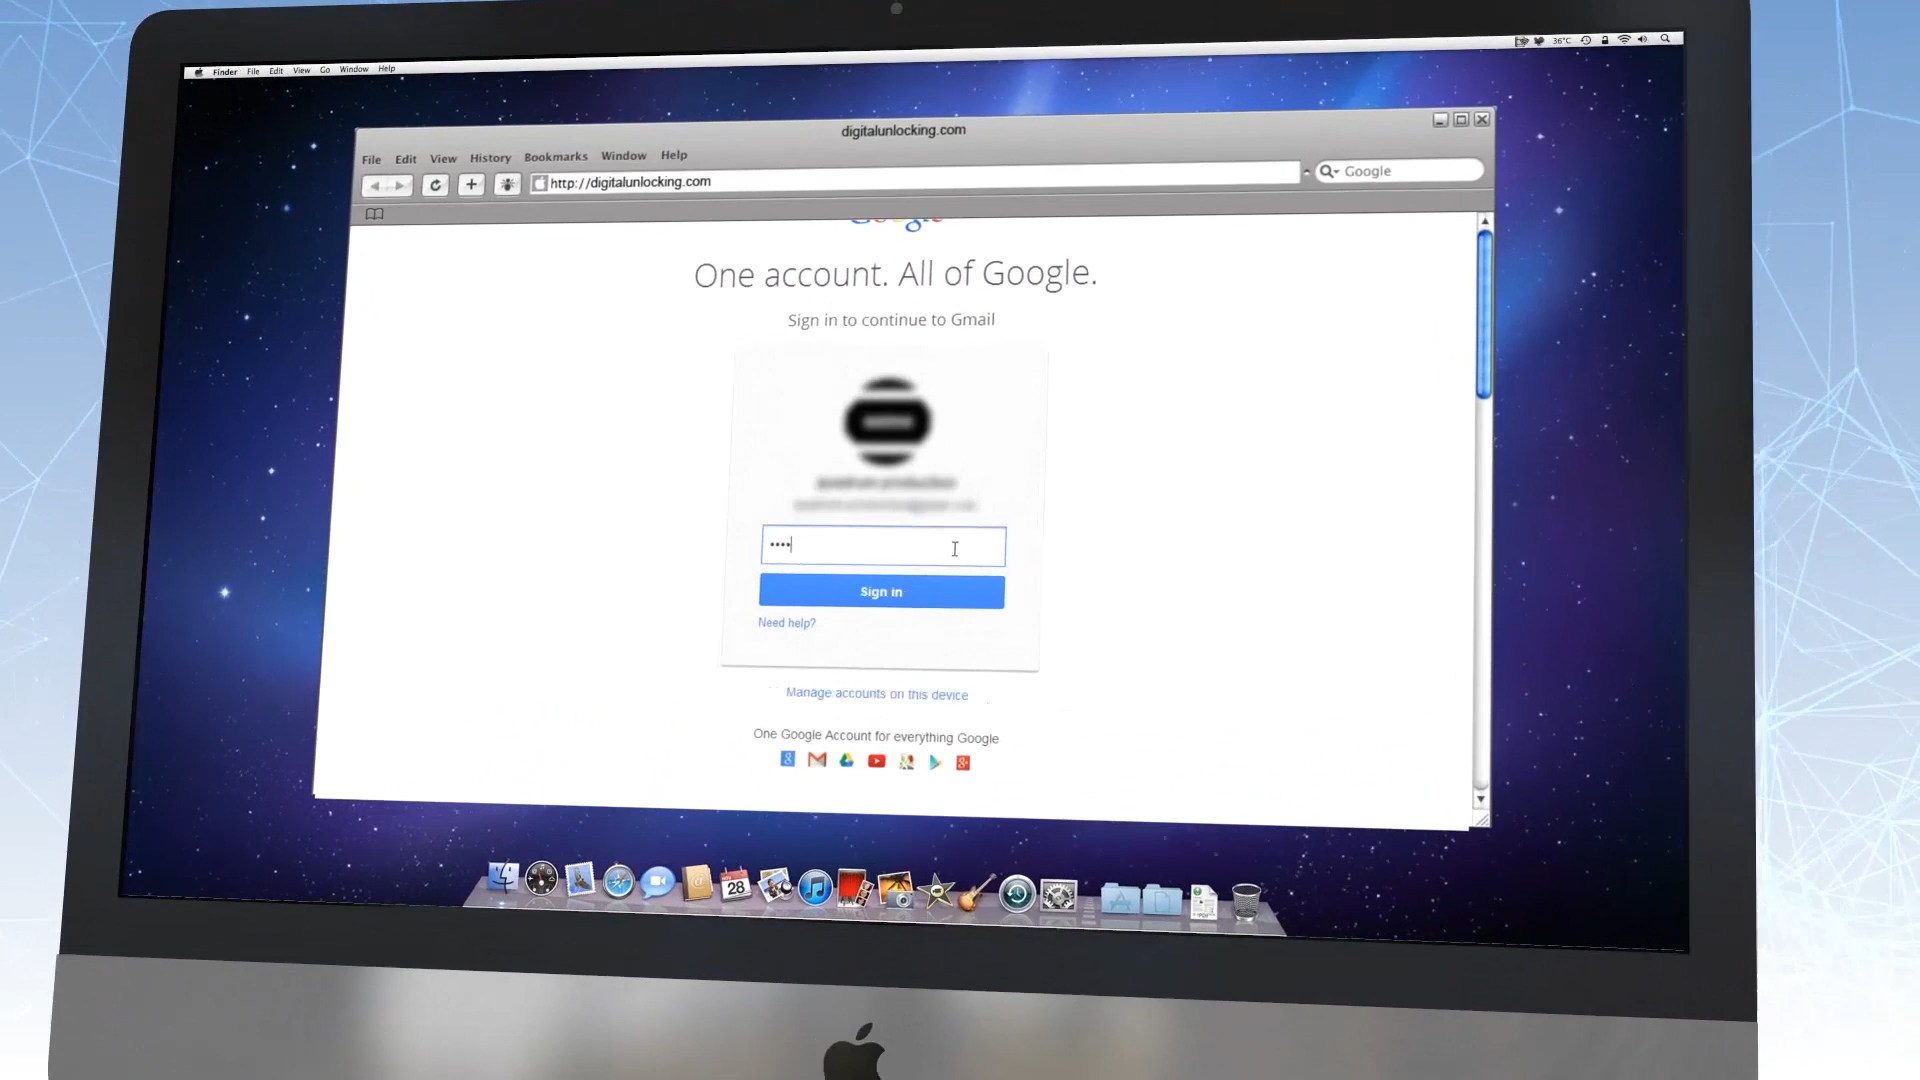 Finder File Edit View Go Window Help
36°C
digitalunlocking.com
File Edit View History Bookmarks Window Help
http://digitalunlocking.com
Google
One account. All of Google.
Sign in to continue to Gmail
••••
Sign in
Need help?
Manage accounts on this device
One Google Account for everything Google
28